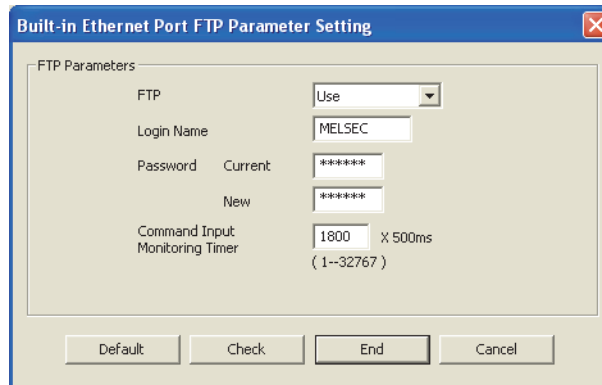 Built-in Ethernet Port FTP Parameter Setting
FTP Parameters
FTP Use
Login Name MELSEC
Password Current ******
New ******
Command Input
Monitoring Timer 1800 X 500ms
( 1--32767 )
Default Check End Cancel